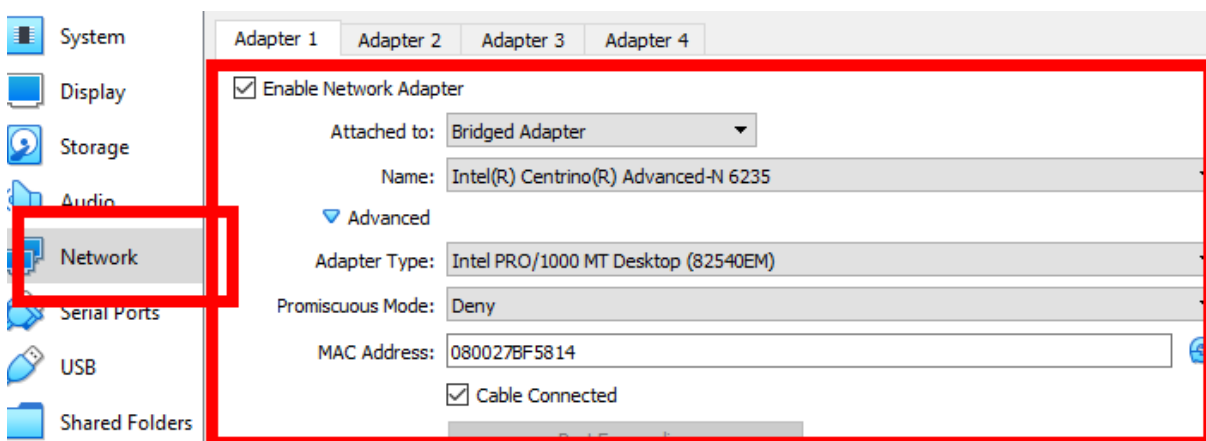 System
Display
Storage
Audio
Network
Serial Ports
USB
Shared Folders
Adapter 1 Adapter 2 Adapter 3 Adapter 4
Enable Network Adapter
Attached to: Bridged Adapter
Name: Intel(R) Centrino(R) Advanced-N 6235
Advanced
Adapter Type: Intel PRO/1000 MT Desktop (82540EM)
Promiscuous Mode: Deny
MAC Address: 080027BF5814
Cable Connected